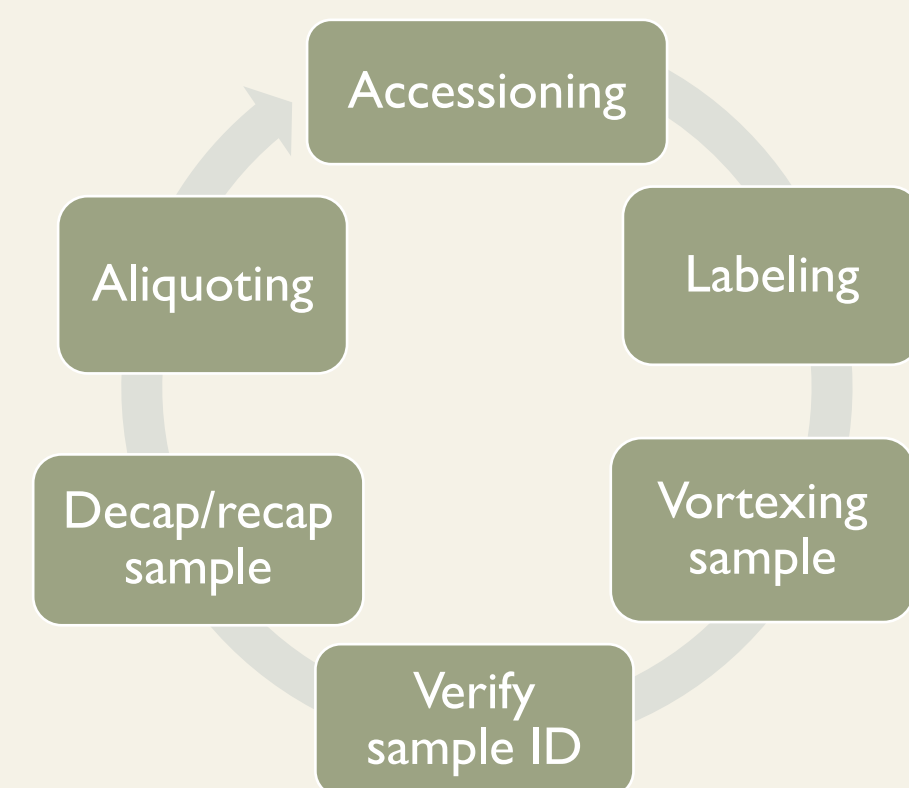 Accessioning
Labeling
Vortexing
sample
Verify
sample ID
Decap/recap
sample
Aliquoting